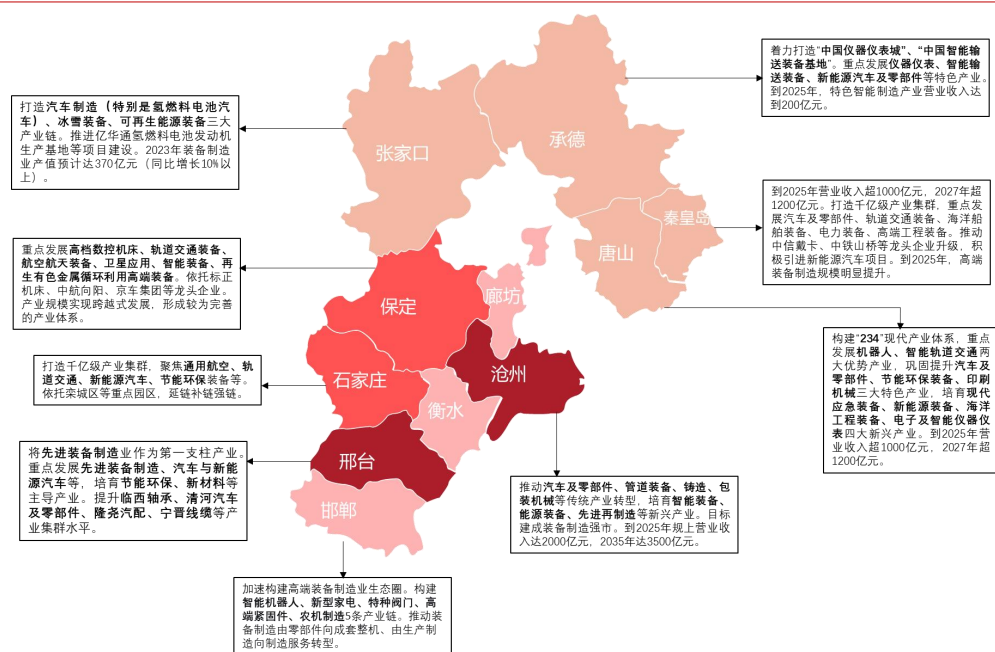 着力打造“中国仪器仪表城”、“中国智能输
送装备基地”。重点发展仪器仪表、智能输
送装备、新能源汽车及零部件等特色产业。
到2025年，特色智能制造产业营业收入达
到200亿元。
打造汽车制造（特别是氢燃料电池汽
车）、冰雪装备、可再生能源装备三大
产业链。推进亿华通氢燃料电池发动机
生产基地等项目建设。2023年装备制造
业产值预计达370亿元（同比增长10%以
上）。
张家口
承德
秦皇岛
唐山
到2025年营业收入超1000亿元，2027年超
1200亿元。打造千亿级产业集群，重点发
展汽车及零部件、轨道交通装备、海洋船
舶装备、电力装备、高端工程装备。推动
中信戴卡、中铁山桥等龙头企业升级，积
极引进新能源汽车项目。到2025年，高端
装备制造规模明显提升。
重点发展高档数控机床、轨道交通装备、
航空航天装备、卫星应用、智能装备、再
生有色金属循环利用高端装备。依托标正
机床、中航向阳、京车集团等龙头企业。
产业规模实现跨越式发展，形成较为完善
的产业体系。
保定
廊坊
构建“234”现代产业体系，重点
发展机器人、智能轨道交通两
大优势产业，巩固提升汽车及
零部件、节能环保装备、印刷
机械三大特色产业，培育现代
应急装备、新能源装备、海洋
工程装备、电子及智能仪器仪
表四大新兴产业。到2025年营
业收入超1000亿元，2027年超
1200亿元。
打造千亿级产业集群，聚焦通用航空、轨
道交通、新能源汽车、节能环保装备等。
依托栾城区等重点园区，延链补链强链。
石家庄
沧州
衡水
将先进装备制造业作为第一支柱产业。
重点发展先进装备制造、汽车与新能
源汽车等，培育节能环保、新材料等
主导产业。提升临西轴承、清河汽车
及零部件、隆尧汽配、宁晋线缆等产
业集群水平。
邢台
邯郸
推动汽车及零部件、管道装备、铸造、包
装机械等传统产业转型，培育智能装备、
能源装备、先进再制造等新兴产业。目标
建成装备制造强市。到2025年规上营业收
入达2000亿元，2035年达3500亿元。
加速构建高端装备制造业生态圈。构建
智能机器人、新型家电、特种阀门、高
端紧固件、农机制造5条产业链。推动装
备制造由零部件向成套整机、由生产制
造向制造服务转型。